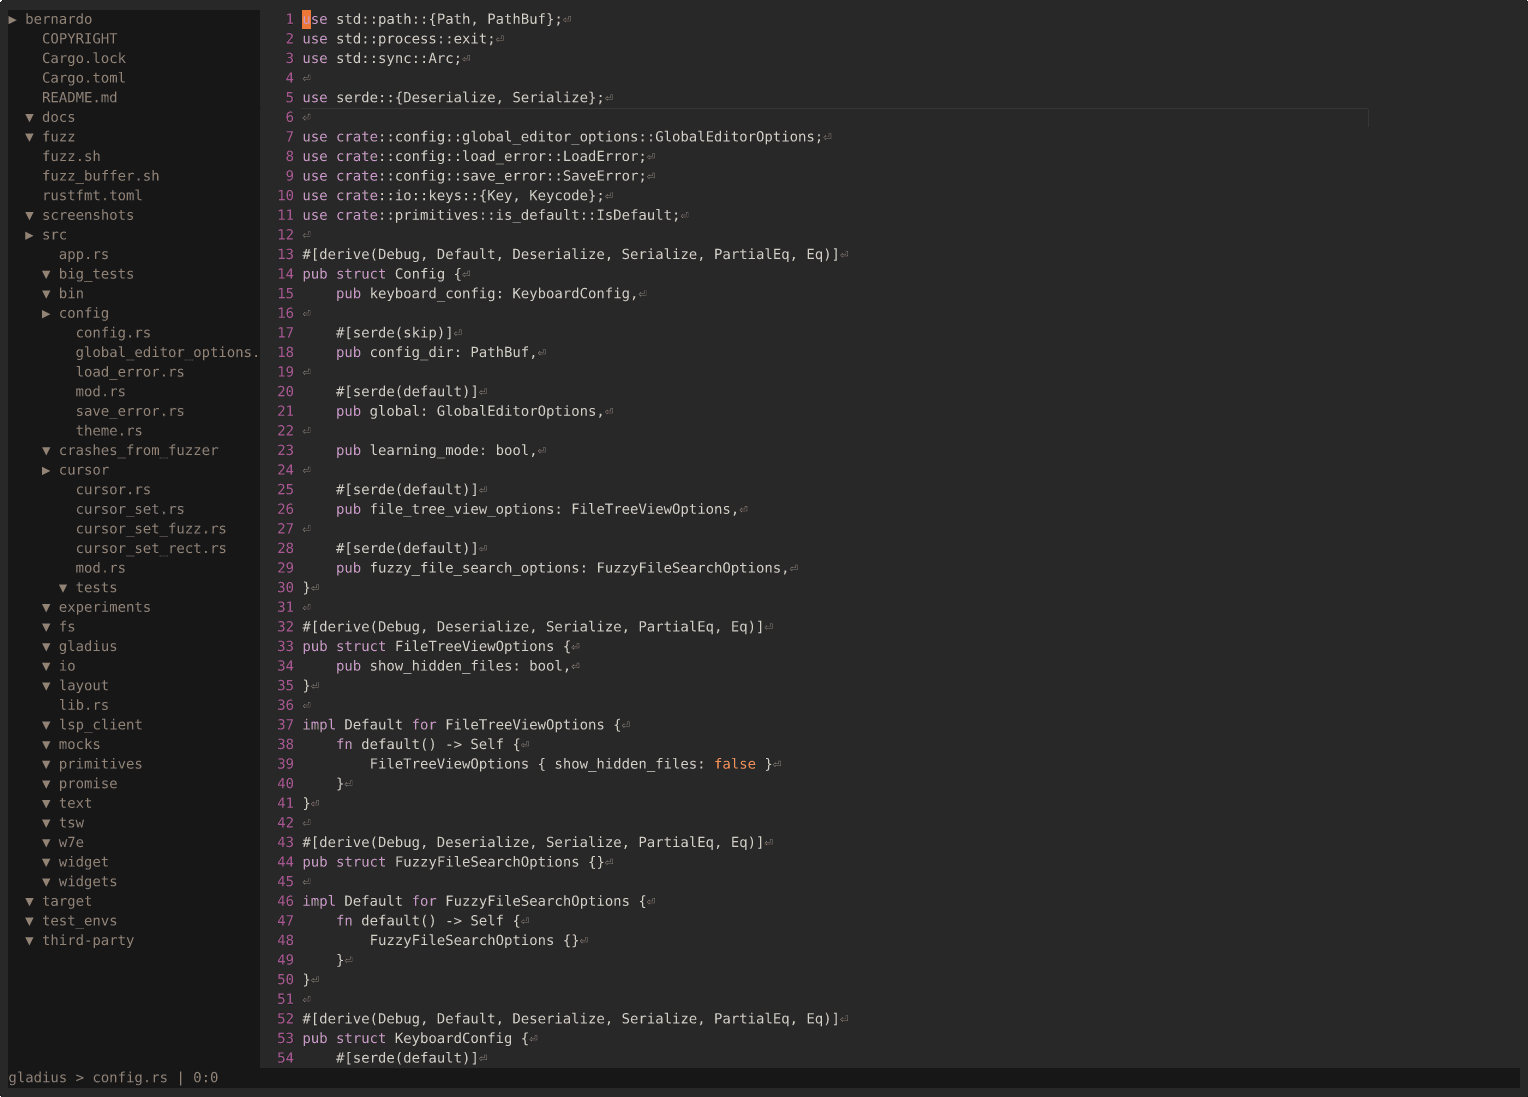 ▶ bernardo
COPYRIGHT
Cargo.lock
Cargo.toml
README.md
▼ docs
▼ fuzz
fuzz.sh
fuzz_buffer.sh
rustfmt.toml
▼ screenshots
▶ src
app.rs
▼ big_tests
▼ bin
▶ config
config.rs
global_editor_options.
load_error.rs
mod.rs
save_error.rs
theme.rs
▼ crashes_from_fuzzer
▶ cursor
cursor.rs
cursor_set.rs
cursor_set_fuzz.rs
cursor_set_rect.rs
mod.rs
▼ tests
▼ experiments
▼ fs
▼ gladius
▼ io
▼ layout
lib.rs
▼ lsp_client
▼ mocks
▼ primitives
▼ promise
▼ text
▼ tsw
▼ w7e
▼ widget
▼ widgets
▼ target
▼ test_envs
▼ third-party
1 use std::path::{Path, PathBuf};⏎
2 use std::process::exit;⏎
3 use std::sync::Arc;⏎
4 ⏎
5 use serde::{Deserialize, Serialize};⏎
6 ⏎
7 use crate::config::global_editor_options::GlobalEditorOptions;⏎
8 use crate::config::load_error::LoadError;⏎
9 use crate::config::save_error::SaveError;⏎
10 use crate::io::keys::{Key, Keycode};⏎
11 use crate::primitives::is_default::IsDefault;⏎
12 ⏎
13 #[derive(Debug, Default, Deserialize, Serialize, PartialEq, Eq)]⏎
14 pub struct Config {⏎
15     pub keyboard_config: KeyboardConfig,⏎
16 ⏎
17     #[serde(skip)]⏎
18     pub config_dir: PathBuf,⏎
19 ⏎
20     #[serde(default)]⏎
21     pub global: GlobalEditorOptions,⏎
22 ⏎
23     pub learning_mode: bool,⏎
24 ⏎
25     #[serde(default)]⏎
26     pub file_tree_view_options: FileTreeViewOptions,⏎
27 ⏎
28     #[serde(default)]⏎
29     pub fuzzy_file_search_options: FuzzyFileSearchOptions,⏎
30 }⏎
31 ⏎
32 #[derive(Debug, Deserialize, Serialize, PartialEq, Eq)]⏎
33 pub struct FileTreeViewOptions {⏎
34     pub show_hidden_files: bool,⏎
35 }⏎
36 ⏎
37 impl Default for FileTreeViewOptions {⏎
38     fn default() -> Self {⏎
39         FileTreeViewOptions { show_hidden_files: false }⏎
40     }⏎
41 }⏎
42 ⏎
43 #[derive(Debug, Deserialize, Serialize, PartialEq, Eq)]⏎
44 pub struct FuzzyFileSearchOptions {}⏎
45 ⏎
46 impl Default for FuzzyFileSearchOptions {⏎
47     fn default() -> Self {⏎
48         FuzzyFileSearchOptions {}⏎
49     }⏎
50 }⏎
51 ⏎
52 #[derive(Debug, Default, Deserialize, Serialize, PartialEq, Eq)]⏎
53 pub struct KeyboardConfig {⏎
54     #[serde(default)]⏎
gladius > config.rs | 0:0